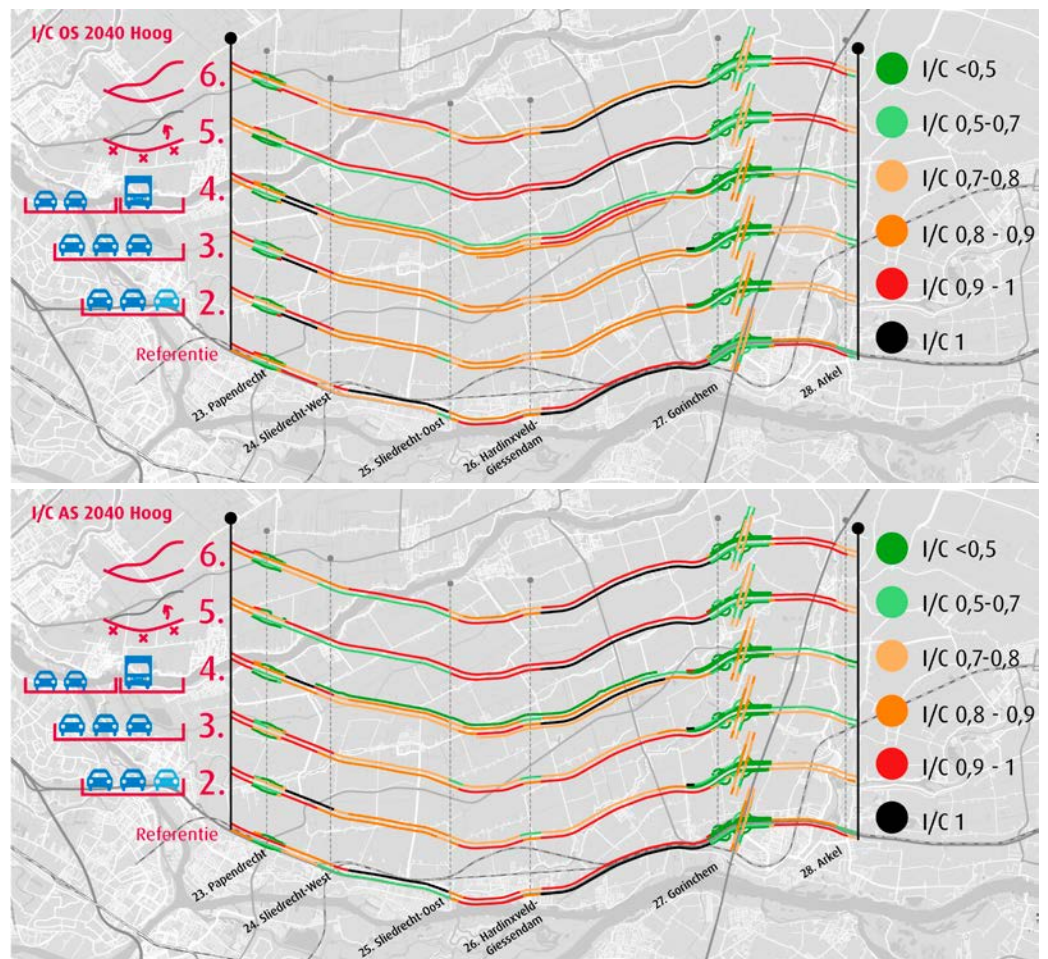 I/C OS 2040 Hoog
6.
5.
4.
3.
2.
Referentie
23. Papendrecht
24. Sliedrecht-West
25. Sliedrecht-Oost
26. Hardinxveld-
Giessendam
27. Gorinchem
28. Arkel
I/C <0,5
I/C 0,5-0,7
I/C 0,7-0,8
I/C 0,8 - 0,9
I/C 0,9 - 1
I/C 1
I/C AS 2040 Hoog
6.
5.
4.
3.
2.
Referentie
23. Papendrecht
24. Sliedrecht-West
25. Sliedrecht-Oost
26. Hardinxveld-
Giessendam
27. Gorinchem
28. Arkel
I/C <0,5
I/C 0,5-0,7
I/C 0,7-0,8
I/C 0,8 - 0,9
I/C 0,9 - 1
I/C 1